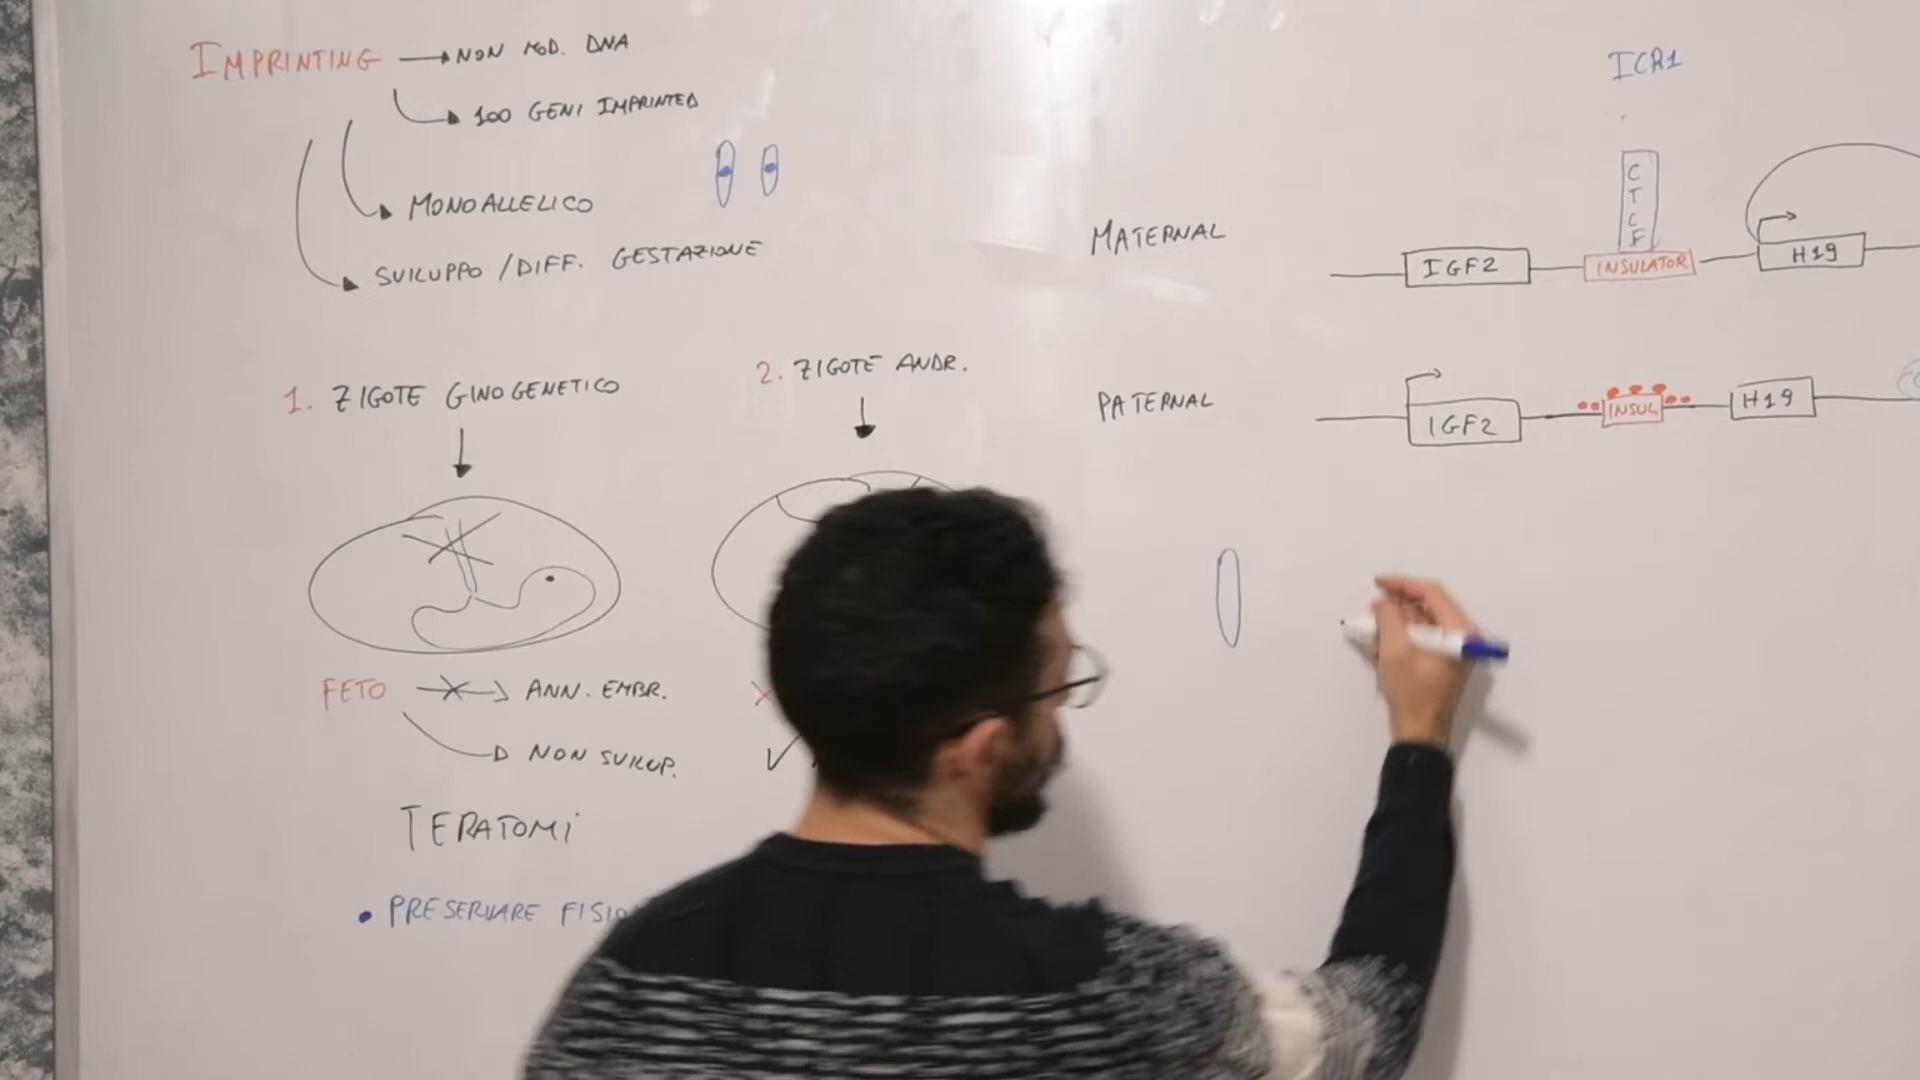 IMPRINTING → NON MOD. DNA
100 GENI IMPRINTED
MONOALLELICO
SVILUPPO / DIFF. GESTAZIONE
1. ZIGOTE GINOGENETICO
2. ZIGOTE ANDR.
FETO
ANN. EMBR.
NON SVILUP.
TERATOMI
• PRESERVARE
ICR1
MATERNAL
IGF2
CTCF
INSULATOR
H19
PATERNAL
IGF2
INSUL
H19